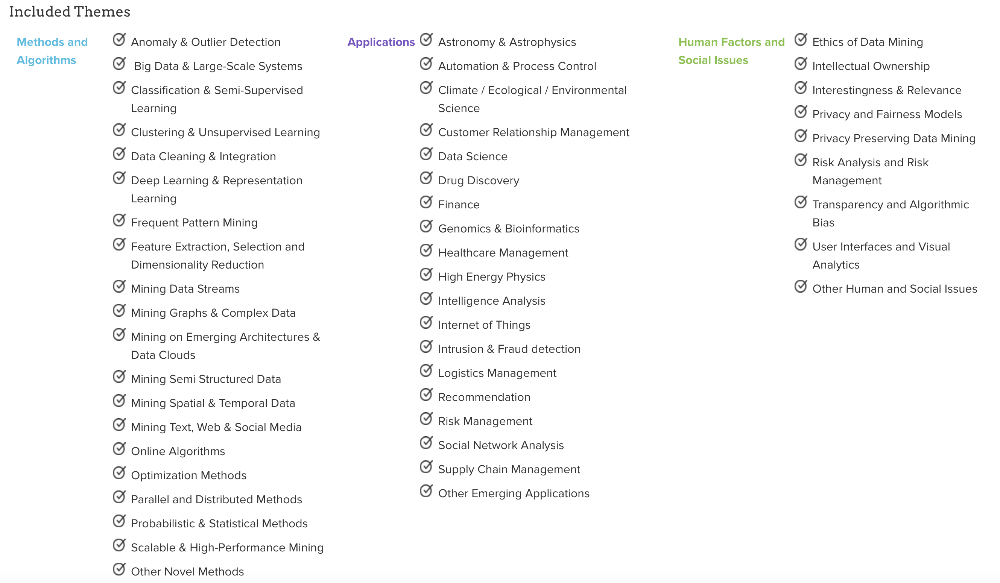 Included Themes
Methods and
Algorithms
Anomaly & Outlier Detection
Big Data & Large-Scale Systems
Classification & Semi-Supervised
Learning
Clustering & Unsupervised Learning
Data Cleaning & Integration
Deep Learning & Representation
Learning
Frequent Pattern Mining
Feature Extraction, Selection and
Dimensionality Reduction
Mining Data Streams
Mining Graphs & Complex Data
Mining on Emerging Architectures &
Data Clouds
Mining Semi Structured Data
Mining Spatial & Temporal Data
Mining Text, Web & Social Media
Online Algorithms
Optimization Methods
Parallel and Distributed Methods
Probabilistic & Statistical Methods
Scalable & High-Performance Mining
Other Novel Methods
Applications
Astronomy & Astrophysics
Automation & Process Control
Climate / Ecological / Environmental
Science
Customer Relationship Management
Data Science
Drug Discovery
Finance
Genomics & Bioinformatics
Healthcare Management
High Energy Physics
Intelligence Analysis
Internet of Things
Intrusion & Fraud detection
Logistics Management
Recommendation
Risk Management
Social Network Analysis
Supply Chain Management
Other Emerging Applications
Human Factors and
Social Issues
Ethics of Data Mining
Intellectual Ownership
Interestingness & Relevance
Privacy and Fairness Models
Privacy Preserving Data Mining
Risk Analysis and Risk
Management
Transparency and Algorithmic
Bias
User Interfaces and Visual
Analytics
Other Human and Social Issues